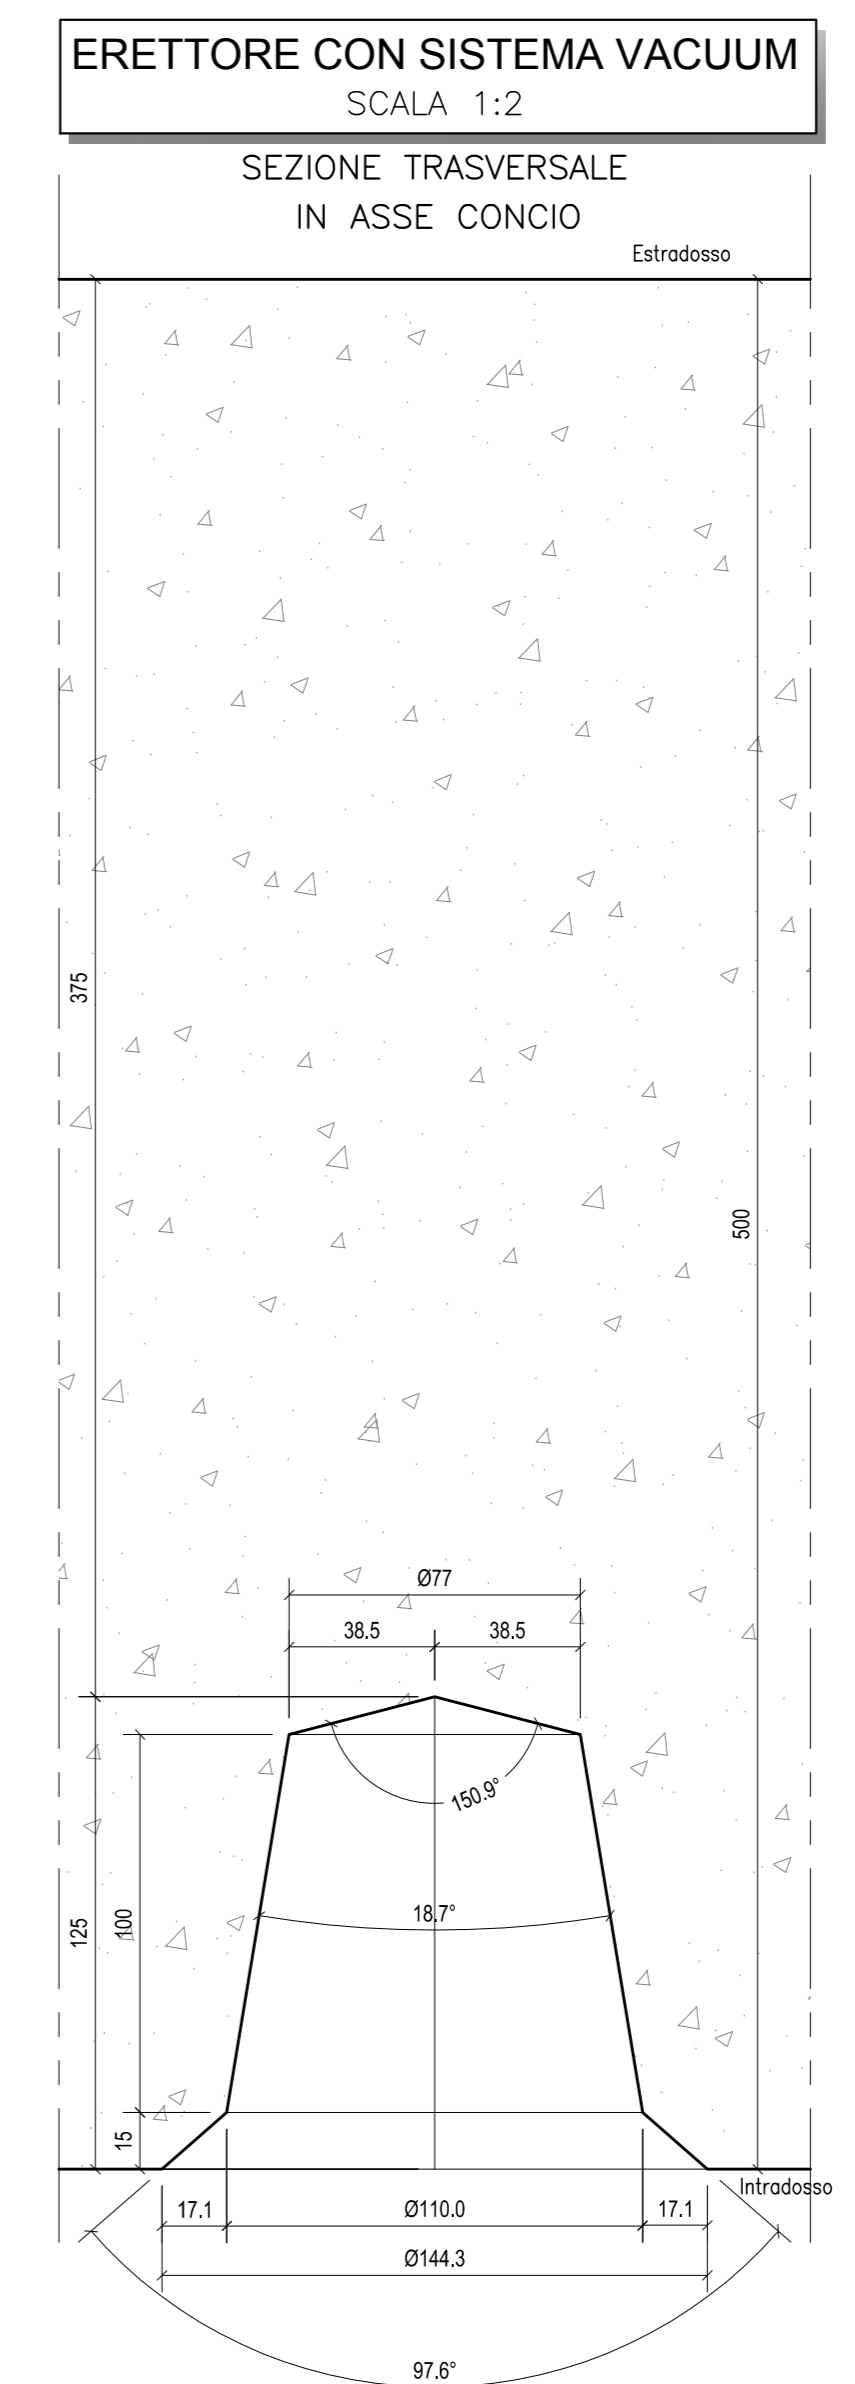 ERETTORE CON SISTEMA VACUUM
SCALA 1:2
SEZIONE TRASVERSALE
IN ASSE CONCIO
Estradosso
375
500
Ø77
38.5 38.5
150.9°
18.7°
125
100
15
Intradosso
17.1 Ø110.0 17.1
Ø144.3
97.6°